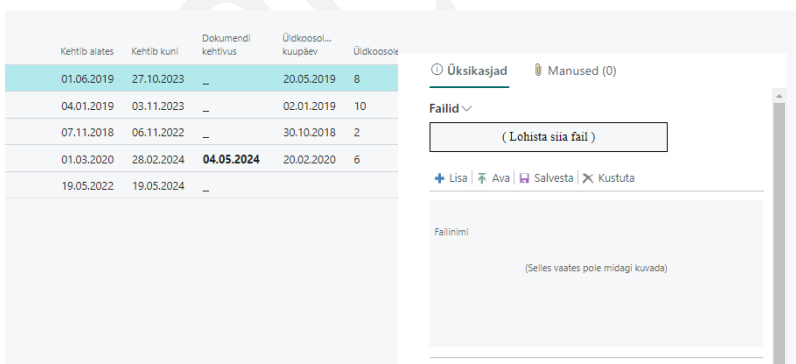 Kehtib alates Kehtib kuni Dokumendi kehtivus Üldkoosol... kuupäev Üldkoosole
01.06.2019 27.10.2023 _ 20.05.2019 8
04.01.2019 03.11.2023 _ 02.01.2019 10
07.11.2018 06.11.2022 _ 30.10.2018 2
01.03.2020 28.02.2024 04.05.2024 20.02.2020 6
19.05.2022 19.05.2024 _
Üksikasjad Manused (0)
Failid
( Lohista siia fail )
Lisa Ava Salvesta Kustuta
Failinimi
(Selles vaates pole midagi kuvada)